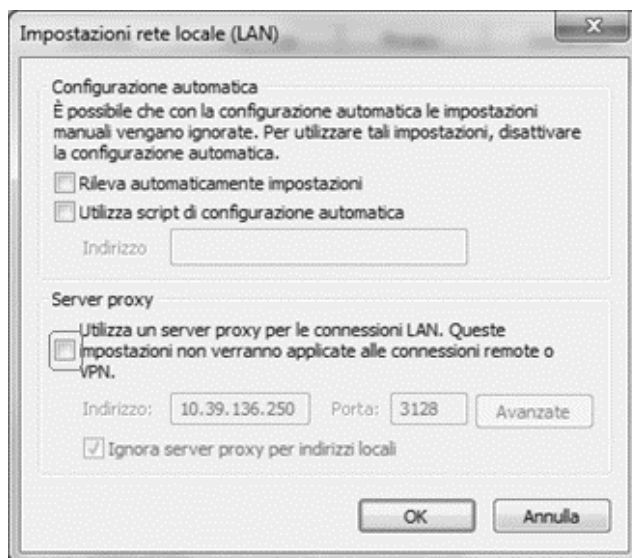 Impostazioni rete locale (LAN)
Configurazione automatica
È possibile che con la configurazione automatica le impostazioni
manuali vengano ignorate. Per utilizzare tali impostazioni, disattivare
la configurazione automatica.
Rileva automaticamente impostazioni
Utilizza script di configurazione automatica
Indirizzo
Server proxy
Utilizza un server proxy per le connessioni LAN. Queste
impostazioni non verranno applicate alle connessioni remote o
VPN.
Indirizzo: 10.39.136.250 Porta: 3128 Avanzate
Ignora server proxy per indirizzi locali
OK Annulla